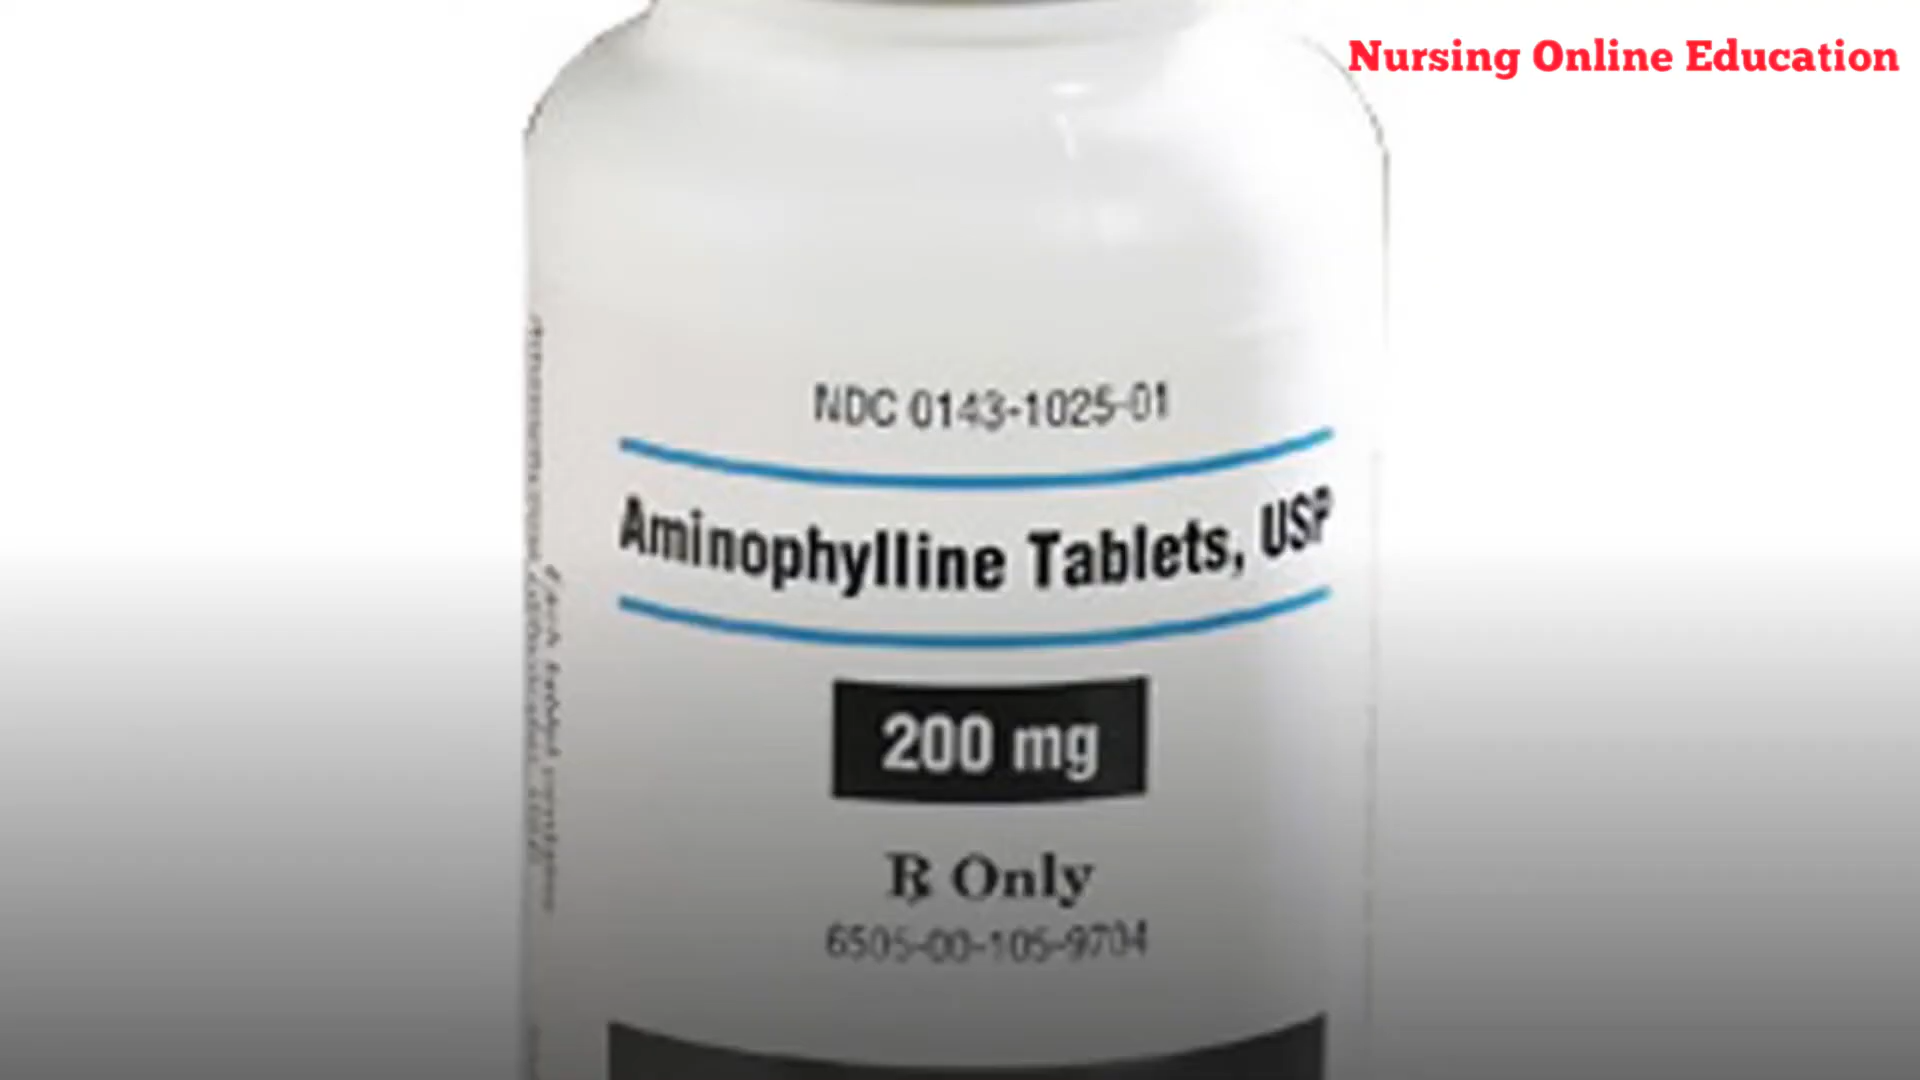 Nursing Online Education
NDC 0143-1025-01
Aminophylline Tablets, USP
200 mg
℞ Only
6505-00-105-9704